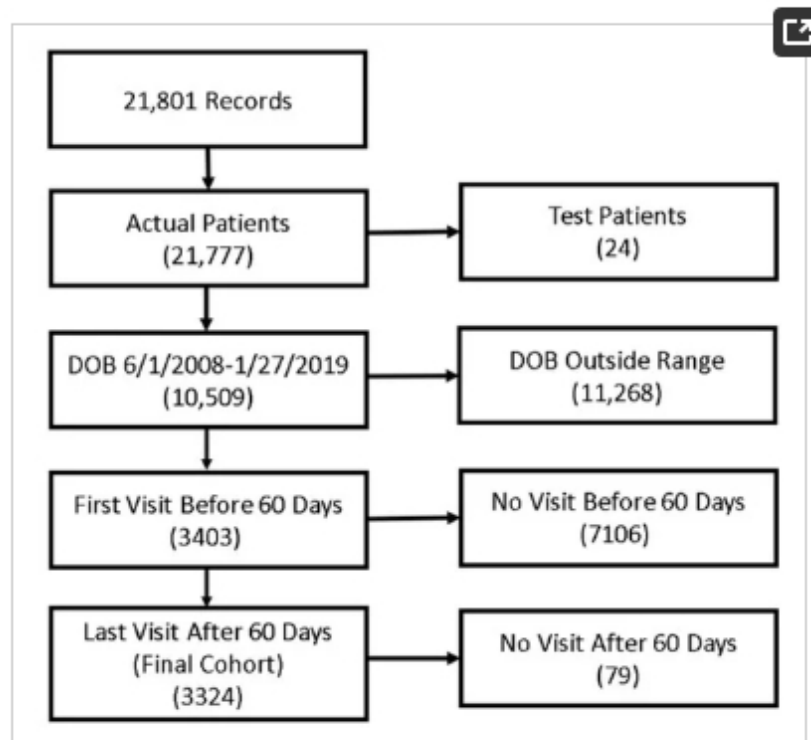 21,801 Records
Actual Patients
(21,777)
Test Patients
(24)
DOB 6/1/2008-1/27/2019
(10,509)
DOB Outside Range
(11,268)
First Visit Before 60 Days
(3403)
No Visit Before 60 Days
(7106)
Last Visit After 60 Days
(Final Cohort)
(3324)
No Visit After 60 Days
(79)